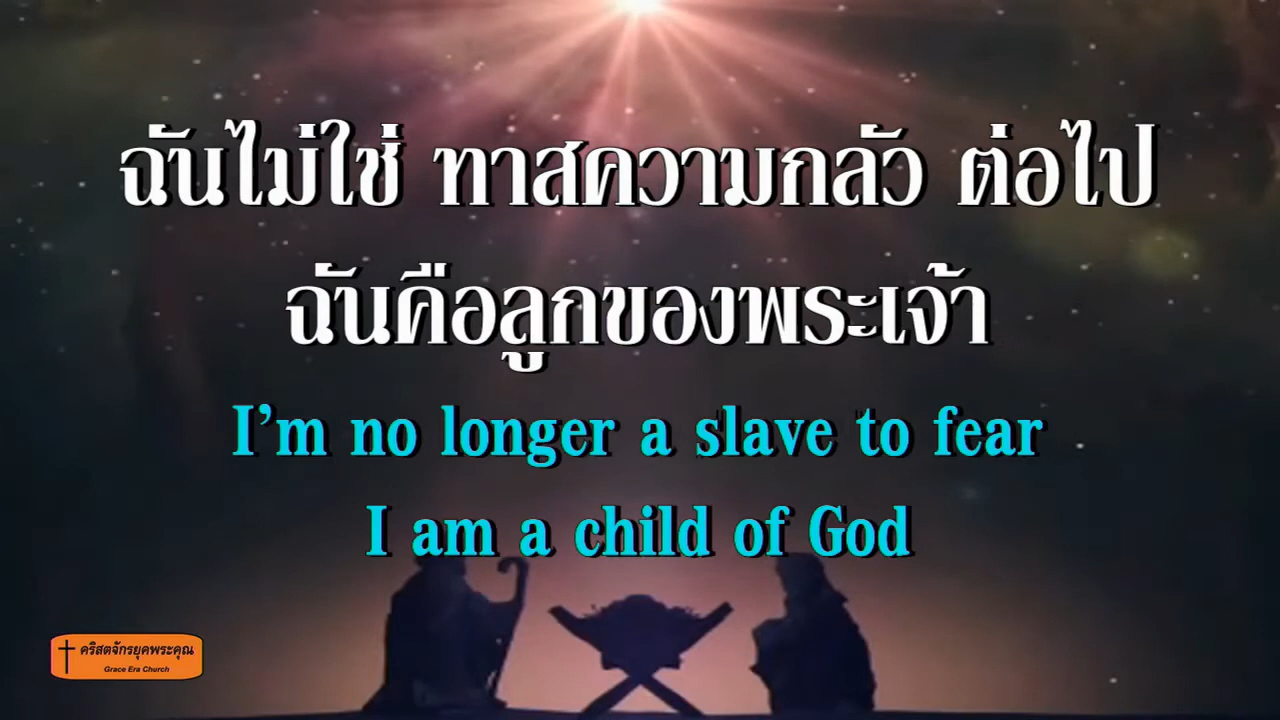 ฉันไม่ใช่ ทาสความกลัว ต่อไป
ฉันคือลูกของพระเจ้า
I'm no longer a slave to fear
I am a child of God
คริสตจักรยุคพระคุณ
Grace Era Church